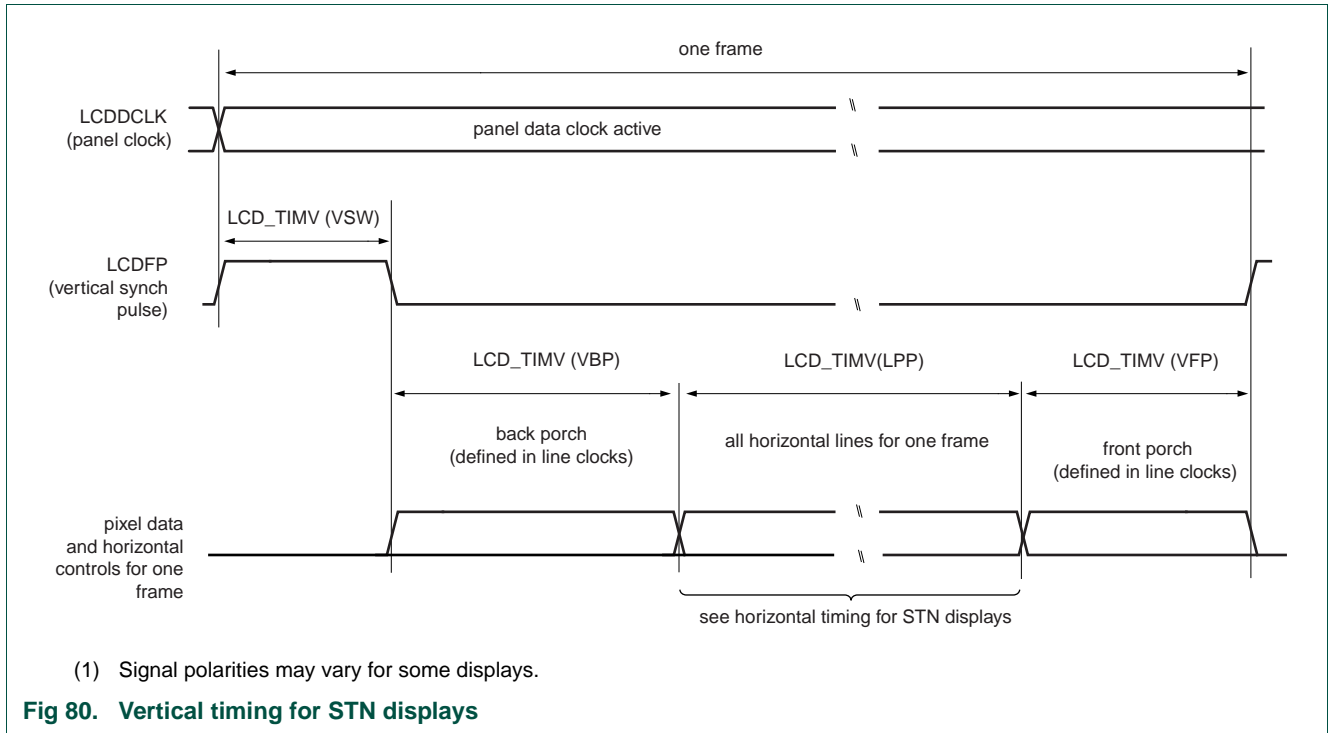 one frame
LCDDCLK
(panel clock)
panel data clock active
LCD_TIMV (VSW)
LCDFP
(vertical synch
pulse)
LCD_TIMV (VBP)
LCD_TIMV(LPP)
LCD_TIMV (VFP)
back porch
(defined in line clocks)
all horizontal lines for one frame
front porch
(defined in line clocks)
pixel data
and horizontal
controls for one
frame
see horizontal timing for STN displays
(1) Signal polarities may vary for some displays.
Fig 80. Vertical timing for STN displays